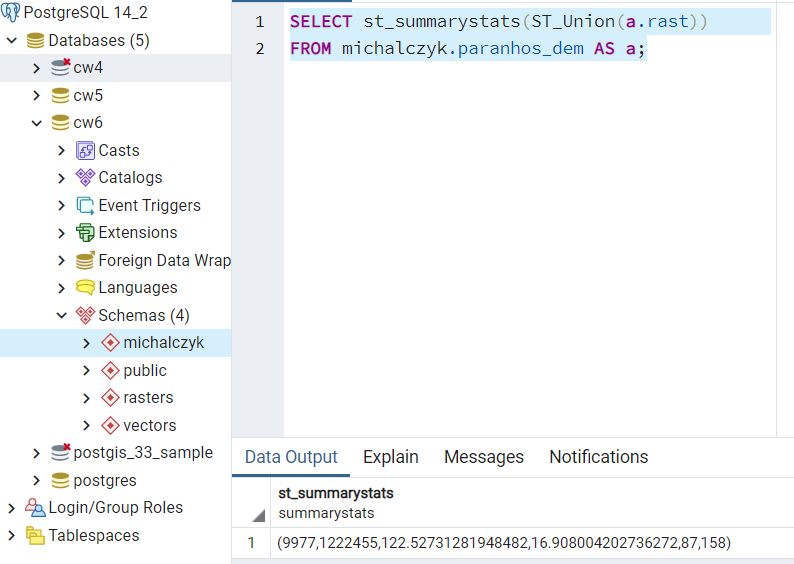 PostgreSQL 14_2
Databases (5)
cw4
cw5
cw6
Casts
Catalogs
Event Triggers
Extensions
Foreign Data Wrap
Languages
Schemas (4)
michalczyk
public
rasters
vectors
postgis_33_sample
postgres
Login/Group Roles
Tablespaces
1 SELECT st_summarystats(ST_Union(a.rast))
2 FROM michalczyk.paranhos_dem AS a;
Data Output Explain Messages Notifications
st_summarystats
summarystats
1 (9977,1222455,122.52731281948482,16.908004202736272,87,158)